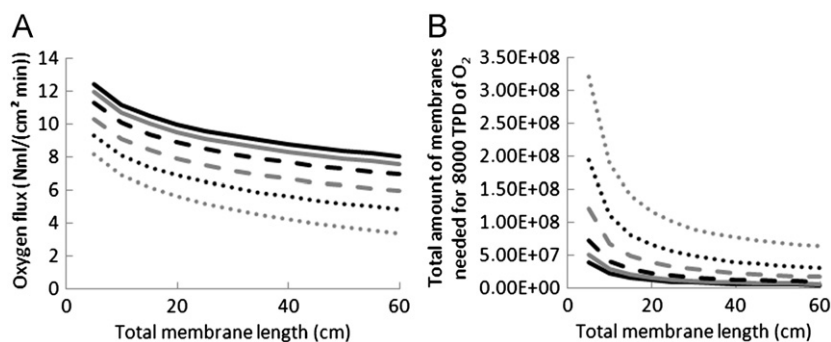 A
Oxygen flux (Nml/(cm² min))
14
12
10
8
6
4
2
0
0
20
40
60
Total membrane length (cm)
B
Total amount of membranes
needed for 8000 TPD of O₂
3.50E+08
3.00E+08
2.50E+08
2.00E+08
1.50E+08
1.00E+08
5.00E+07
0.00E+00
0
20
40
60
Total membrane length (cm)